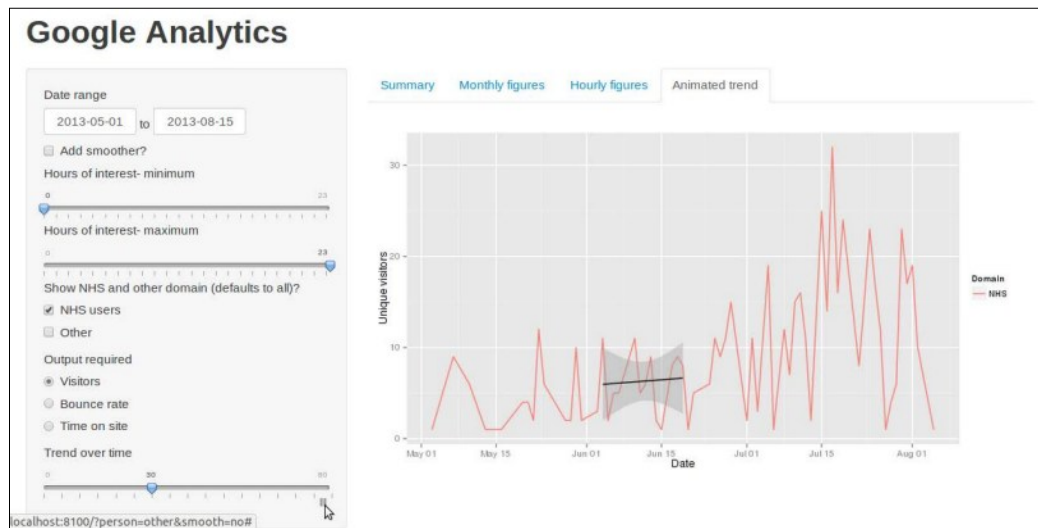 Google Analytics
Date range
2013-05-01 to 2013-08-15
Add smoother?
Hours of interest- minimum
0 23
Hours of interest- maximum
0 23
Show NHS and other domain (defaults to all)?
NHS users
Other
Output required
Visitors
Bounce rate
Time on site
Trend over time
0 30 80
localhost:8100/?person=other&smooth=no#
Summary Monthly figures Hourly figures Animated trend
Unique visitors
30
20
10
0
May 01 May 15 Jun 01 Jun 15 Jul 01 Jul 15 Aug 01
Date
Domain
NHS